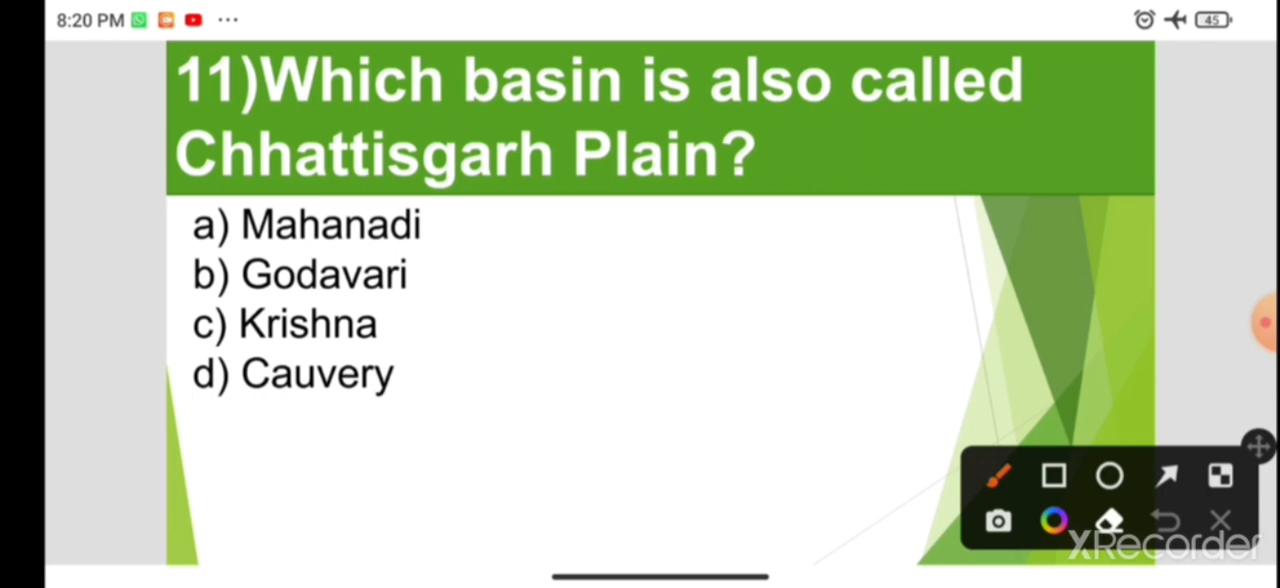 8:20 PM ...
45
11)Which basin is also called
Chhattisgarh Plain?
a) Mahanadi
b) Godavari
c) Krishna
d) Cauvery
XRecorder